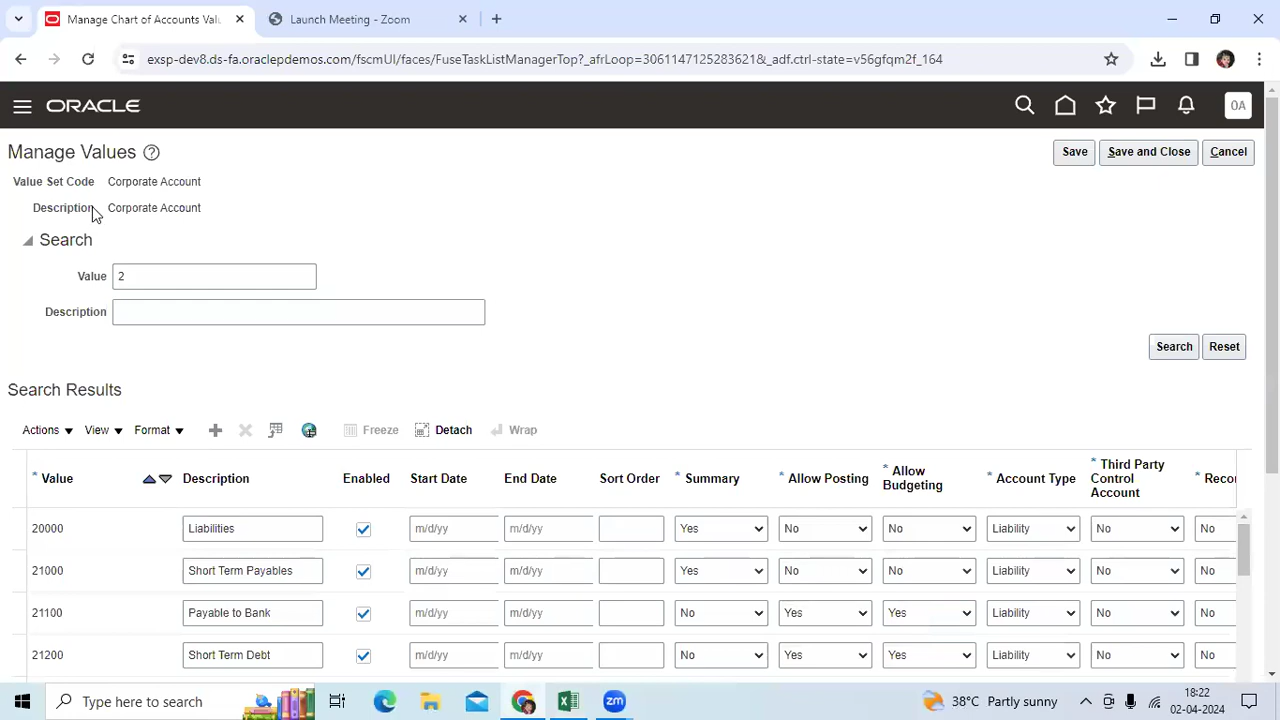 Manage Chart of Accounts Valu
Launch Meeting - Zoom
exsp-dev8.ds-fa.oraclepdemos.com/fscmUI/faces/FuseTaskListManagerTop?_afrLoop=30611471252836218&_adf.ctrl-state=v56gfqm2f_164
ORACLE
OA
Manage Values
Save
Save and Close
Cancel
Value Set Code Corporate Account
Description Corporate Account
Search
Value 2
Description
Search
Reset
Search Results
Actions View Format Freeze Detach Wrap
* Value Description Enabled Start Date End Date Sort Order * Summary * Allow Posting * Allow Budgeting * Account Type * Third Party Control Account * Recon
20000 Liabilities m/d/yy m/d/yy Yes No No Liability No No
21000 Short Term Payables m/d/yy m/d/yy Yes No No Liability No No
21100 Payable to Bank m/d/yy m/d/yy No Yes Yes Liability No No
21200 Short Term Debt m/d/yy m/d/yy No Yes Yes Liability No No
Type here to search
zm
38°C Partly sunny
18:22
02-04-2024